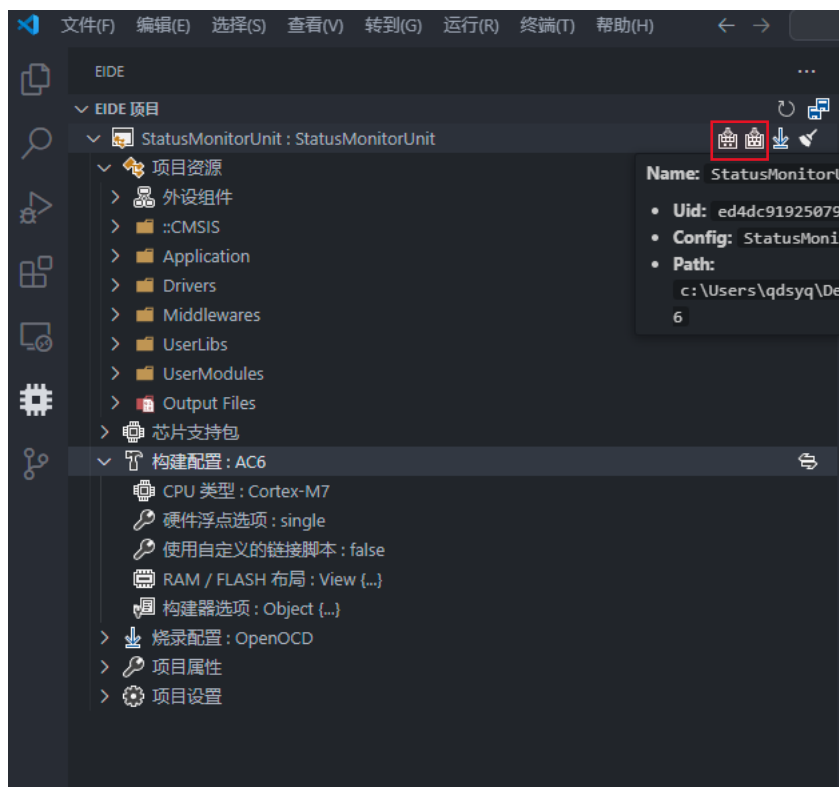 文件(F) 编辑(E) 选择(S) 查看(V) 转到(G) 运行(R) 终端(T) 帮助(H)
EIDE
EIDE 项目
StatusMonitorUnit : StatusMonitorUnit
项目资源
Name: StatusMonitorU
外设组件
Uid: ed4dc91925079
::CMSIS
Config: StatusMoni
Application
Path:
Drivers
c:\Users\qdsyq\De
Middlewares
6
UserLibs
UserModules
Output Files
芯片支持包
构建配置 : AC6
CPU 类型 : Cortex-M7
硬件浮点选项 : single
使用自定义的链接脚本 : false
RAM / FLASH 布局 : View {...}
构建器选项 : Object {...}
烧录配置 : OpenOCD
项目属性
项目设置